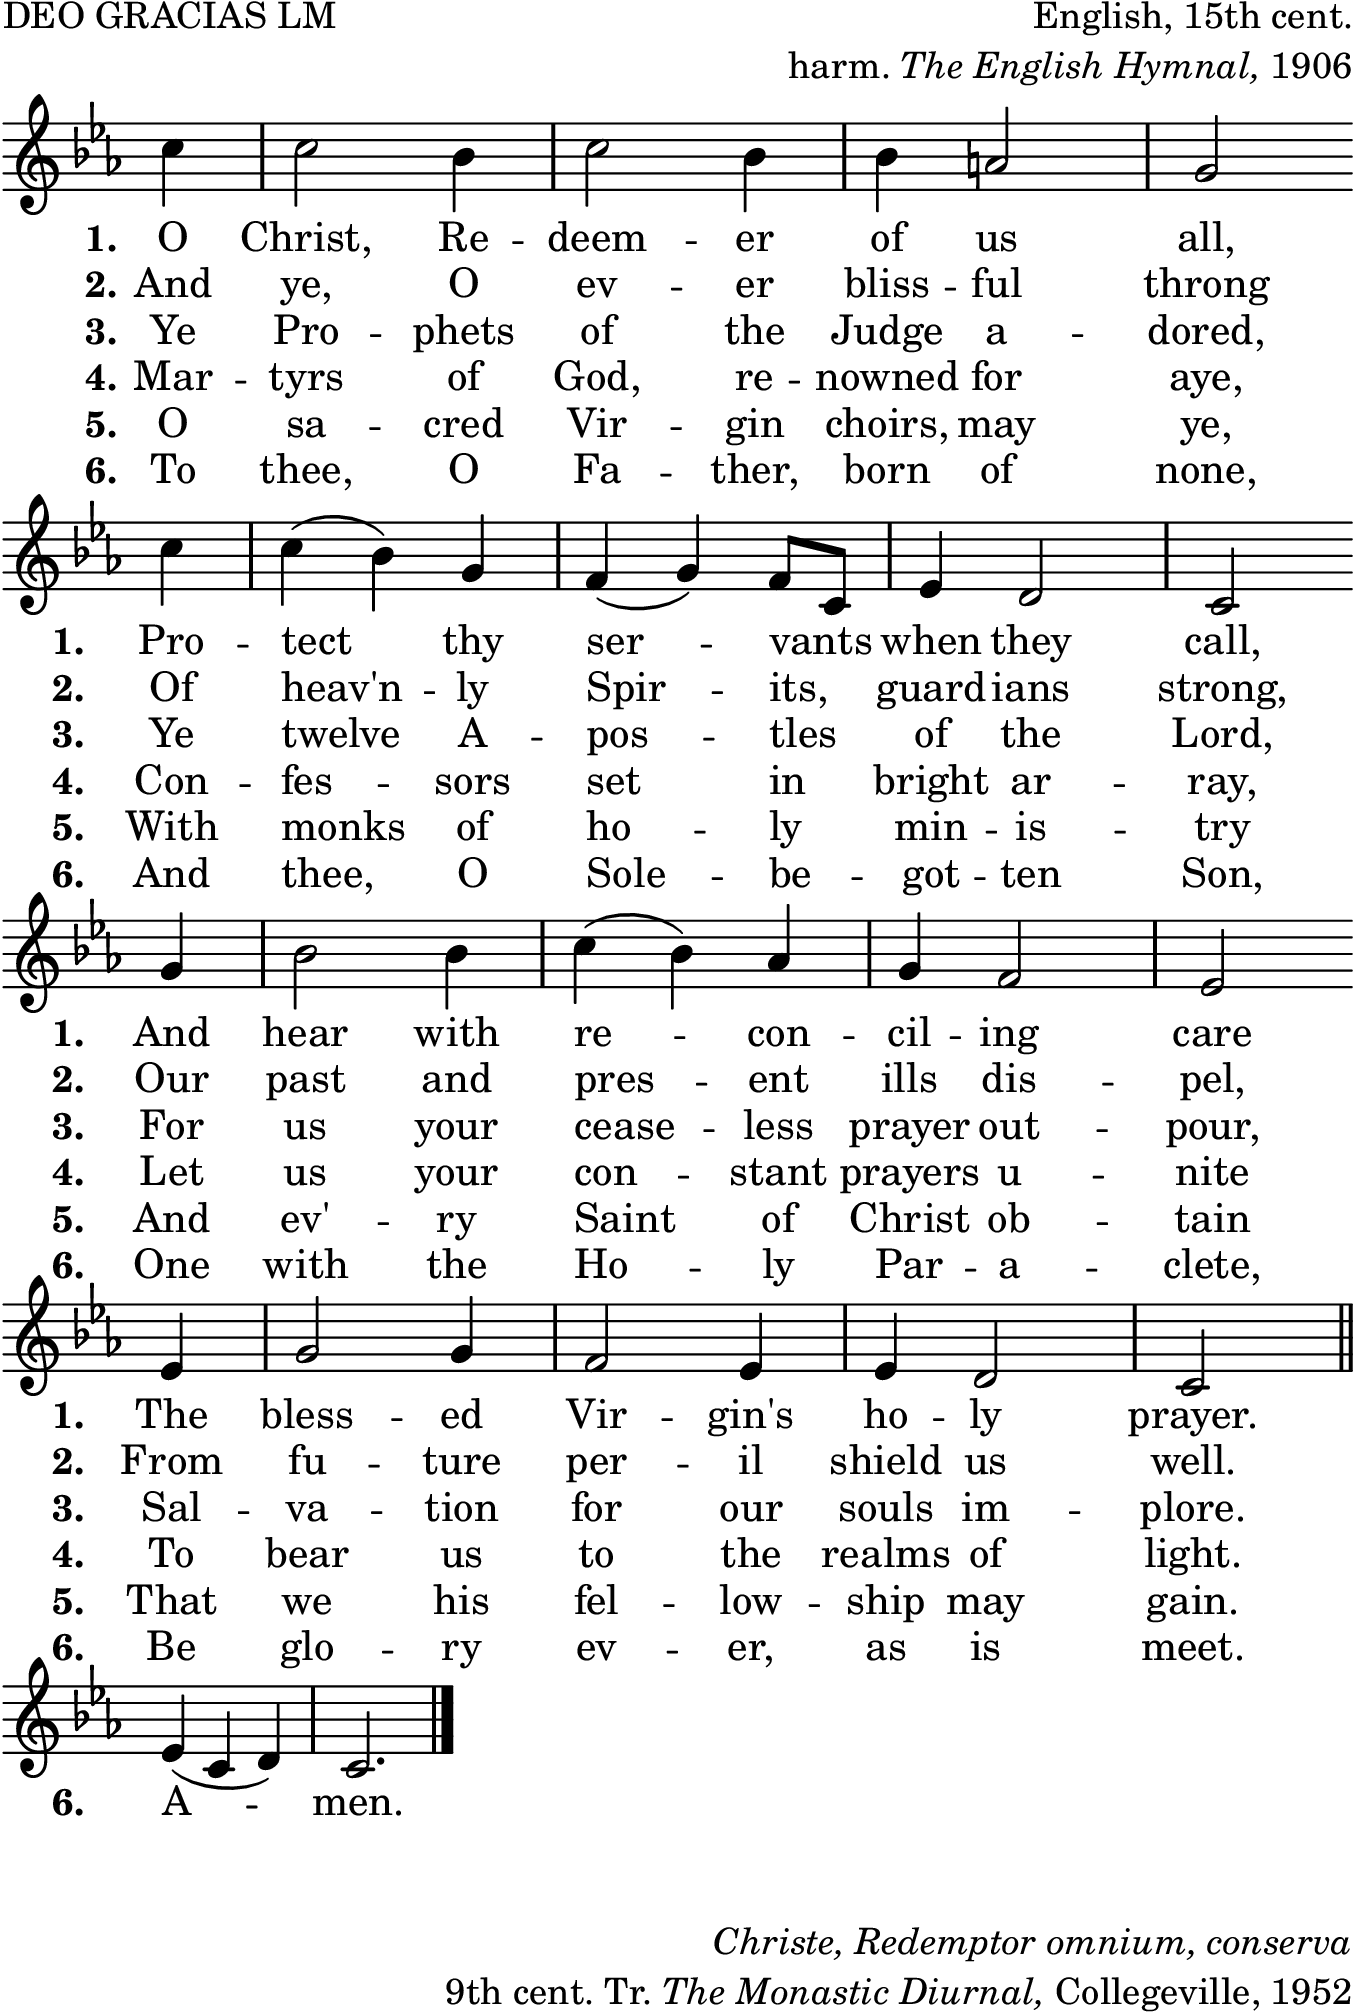 DEO GRACIAS LM English, 15th cent.
harm. The English Hymnal, 1906
1. O Christ, Re -- deem -- er of us all,
2. And ye, O ev -- er bliss -- ful throng
3. Ye Pro -- phets of the Judge a -- dored,
4. Mar -- tyrs of God, re -- nowned for aye,
5. O sa -- cred Vir -- gin choirs, may ye,
6. To thee, O Fa -- ther, born of none,
1. Pro -- tect thy ser -- vants when they call,
2. Of heav'n -- ly Spir -- its, guardians strong,
3. Ye twelve A -- pos -- tles of the Lord,
4. Con -- fes -- sors set in bright ar -- ray,
5. With monks of ho -- ly min -- is -- try
6. And thee, O Sole -- be -- got -- ten Son,
1. And hear with re -- con -- cil -- ing care
2. Our past and pres -- ent ills dis -- pel,
3. For us your cease -- less prayer out -- pour,
4. Let us your con -- stant prayers u -- nite
5. And ev' -- ry Saint of Christ ob -- tain
6. One with the Ho -- ly Par -- a -- clete,
1. The bless -- ed Vir -- gin's ho -- ly prayer.
2. From fu -- ture per -- il shield us well.
3. Sal -- va -- tion for our souls im -- plore.
4. To bear us to the realms of light.
5. That we his fel -- low -- ship may gain.
6. Be glo -- ry ev -- er, as is meet.
6. A -- men.
Christe, Redemptor omnium, conserva
9th cent. Tr. The Monastic Diurnal, Collegeville, 1952